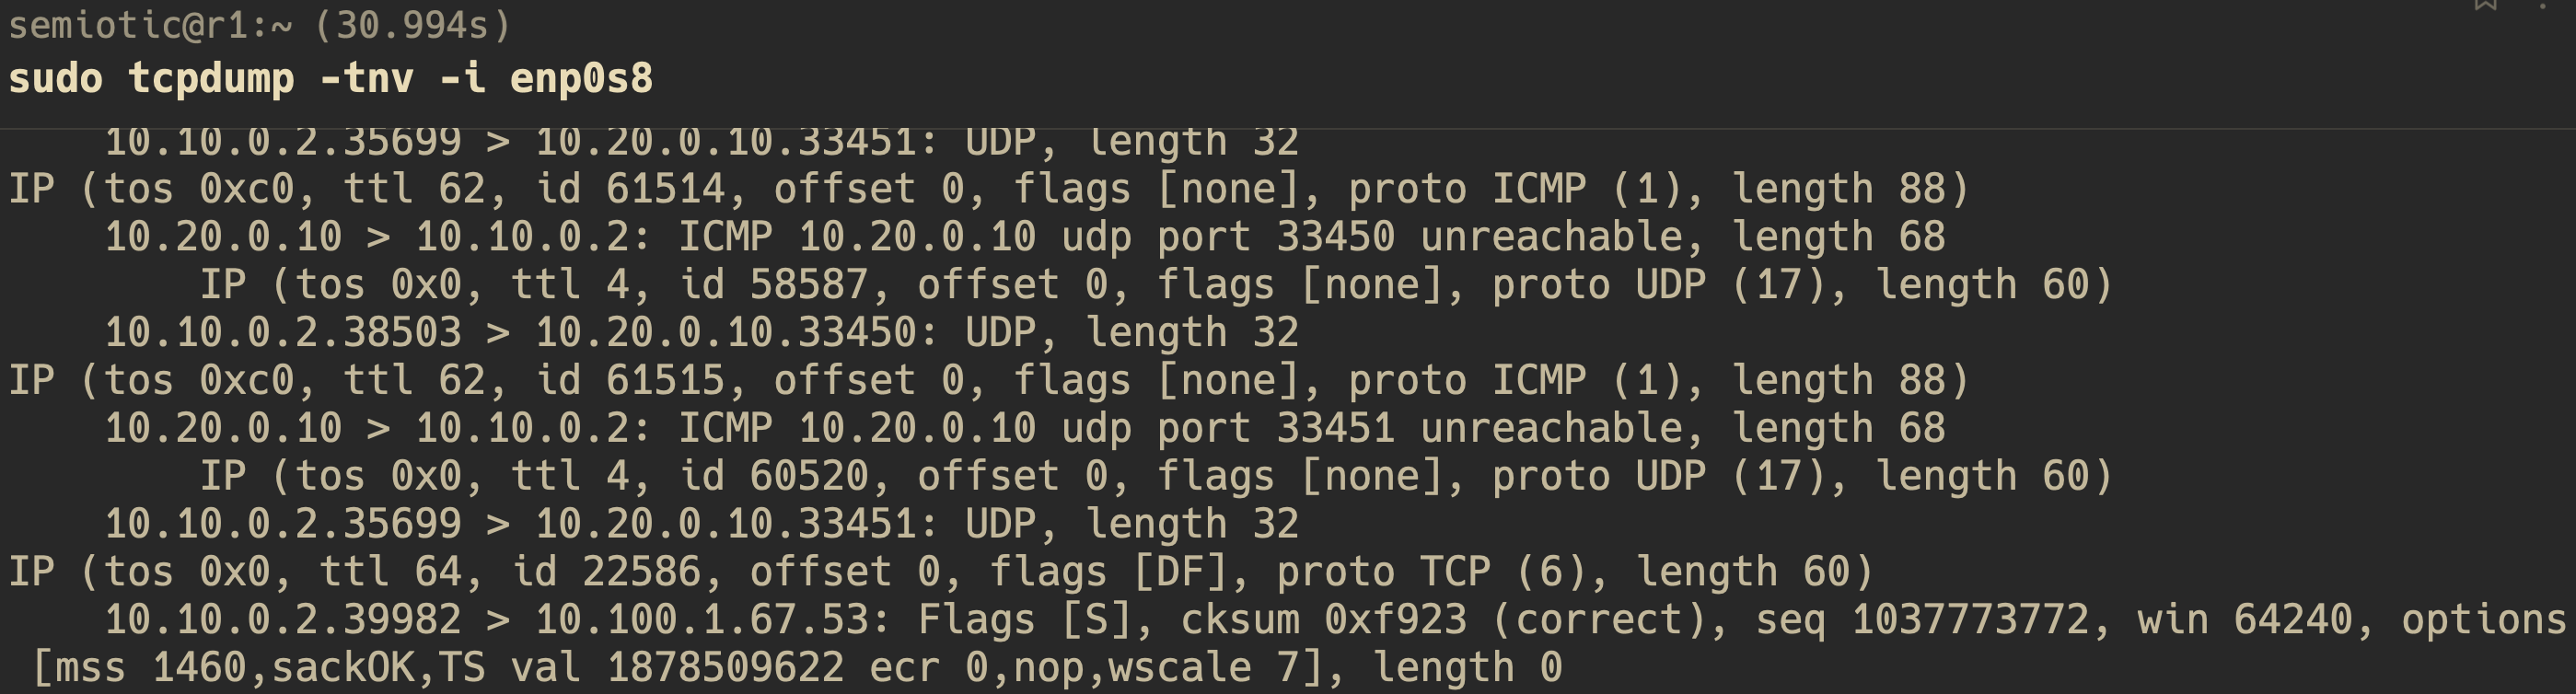 semiotic@r1:~ (30.994s)
sudo tcpdump -tnv -i enp0s8
    10.10.0.2.35699 > 10.20.0.10.33451: UDP, length 32
IP (tos 0xc0, ttl 62, id 61514, offset 0, flags [none], proto ICMP (1), length 88)
    10.20.0.10 > 10.10.0.2: ICMP 10.20.0.10 udp port 33450 unreachable, length 68
        IP (tos 0x0, ttl 4, id 58587, offset 0, flags [none], proto UDP (17), length 60)
    10.10.0.2.38503 > 10.20.0.10.33450: UDP, length 32
IP (tos 0xc0, ttl 62, id 61515, offset 0, flags [none], proto ICMP (1), length 88)
    10.20.0.10 > 10.10.0.2: ICMP 10.20.0.10 udp port 33451 unreachable, length 68
        IP (tos 0x0, ttl 4, id 60520, offset 0, flags [none], proto UDP (17), length 60)
    10.10.0.2.35699 > 10.20.0.10.33451: UDP, length 32
IP (tos 0x0, ttl 64, id 22586, offset 0, flags [DF], proto TCP (6), length 60)
    10.10.0.2.39982 > 10.100.1.67.53: Flags [S], cksum 0xf923 (correct), seq 1037773772, win 64240, options
 [mss 1460,sackOK,TS val 1878509622 ecr 0,nop,wscale 7], length 0